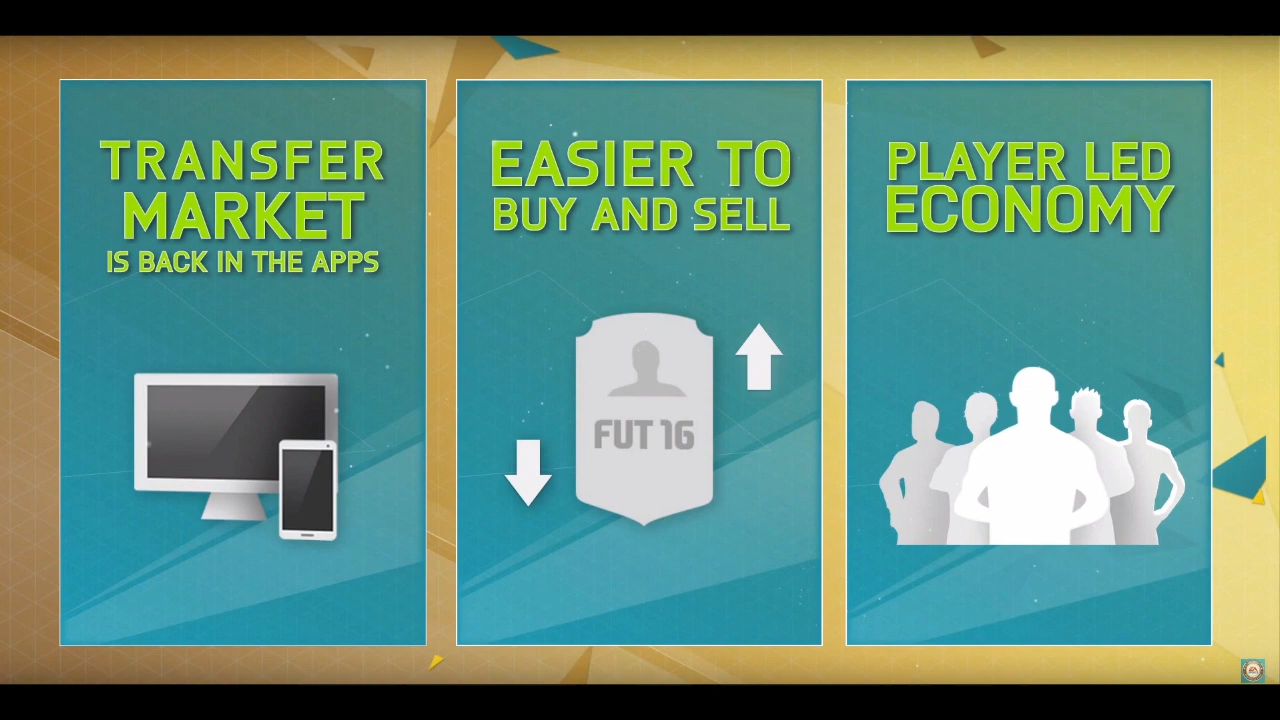 TRANSFER
MARKET
IS BACK IN THE APPS
EASIER TO
BUY AND SELL
FUT 16
PLAYER LED
ECONOMY